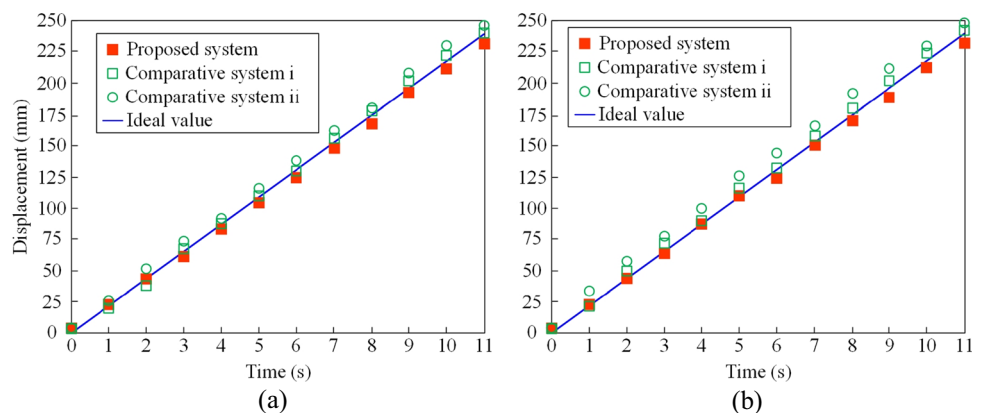 250
225
200
175
150
125
100
75
50
25
0
Displacement (mm)
Proposed system
Comparative system i
Comparative system ii
Ideal value
0 1 2 3 4 5 6 7 8 9 10 11
Time (s)
(a)
250
225
200
175
150
125
100
75
50
25
0
Proposed system
Comparative system i
Comparative system ii
Ideal value
0 1 2 3 4 5 6 7 8 9 10 11
Time (s)
(b)